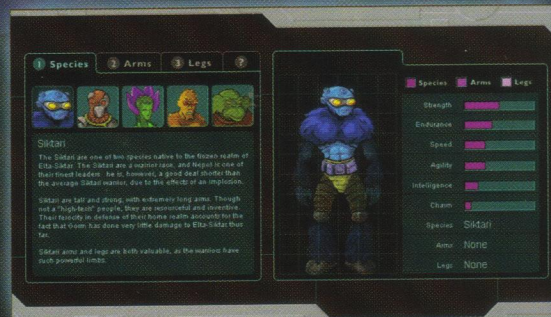 1 Species 2 Arms 3 Legs ?
Siktari
The Siktari are one of two species native to the frozen realm of
Elta-Siktar. The Siktari are a warrior race, and Nepol is one of
their finest leaders he is, however, a good deal shorter than
the average Siktari warrior, due to the effects of an implosion.
Siktari are tall and strong, with extremely long arms. Though
not a "high-tech" people, they are resourceful and inventive.
Their ferocity in defense of their home realm accounts for the
fact that Gorm has done very little damage to Elta-Siktar thus
far.
Siktari arms and legs are both valuable, as the warriors have
such powerful limbs.
Species Arms Legs
Strength
Endurance
Speed
Agility
Intelligence
Charm
Species Siktari
Arms None
Legs None